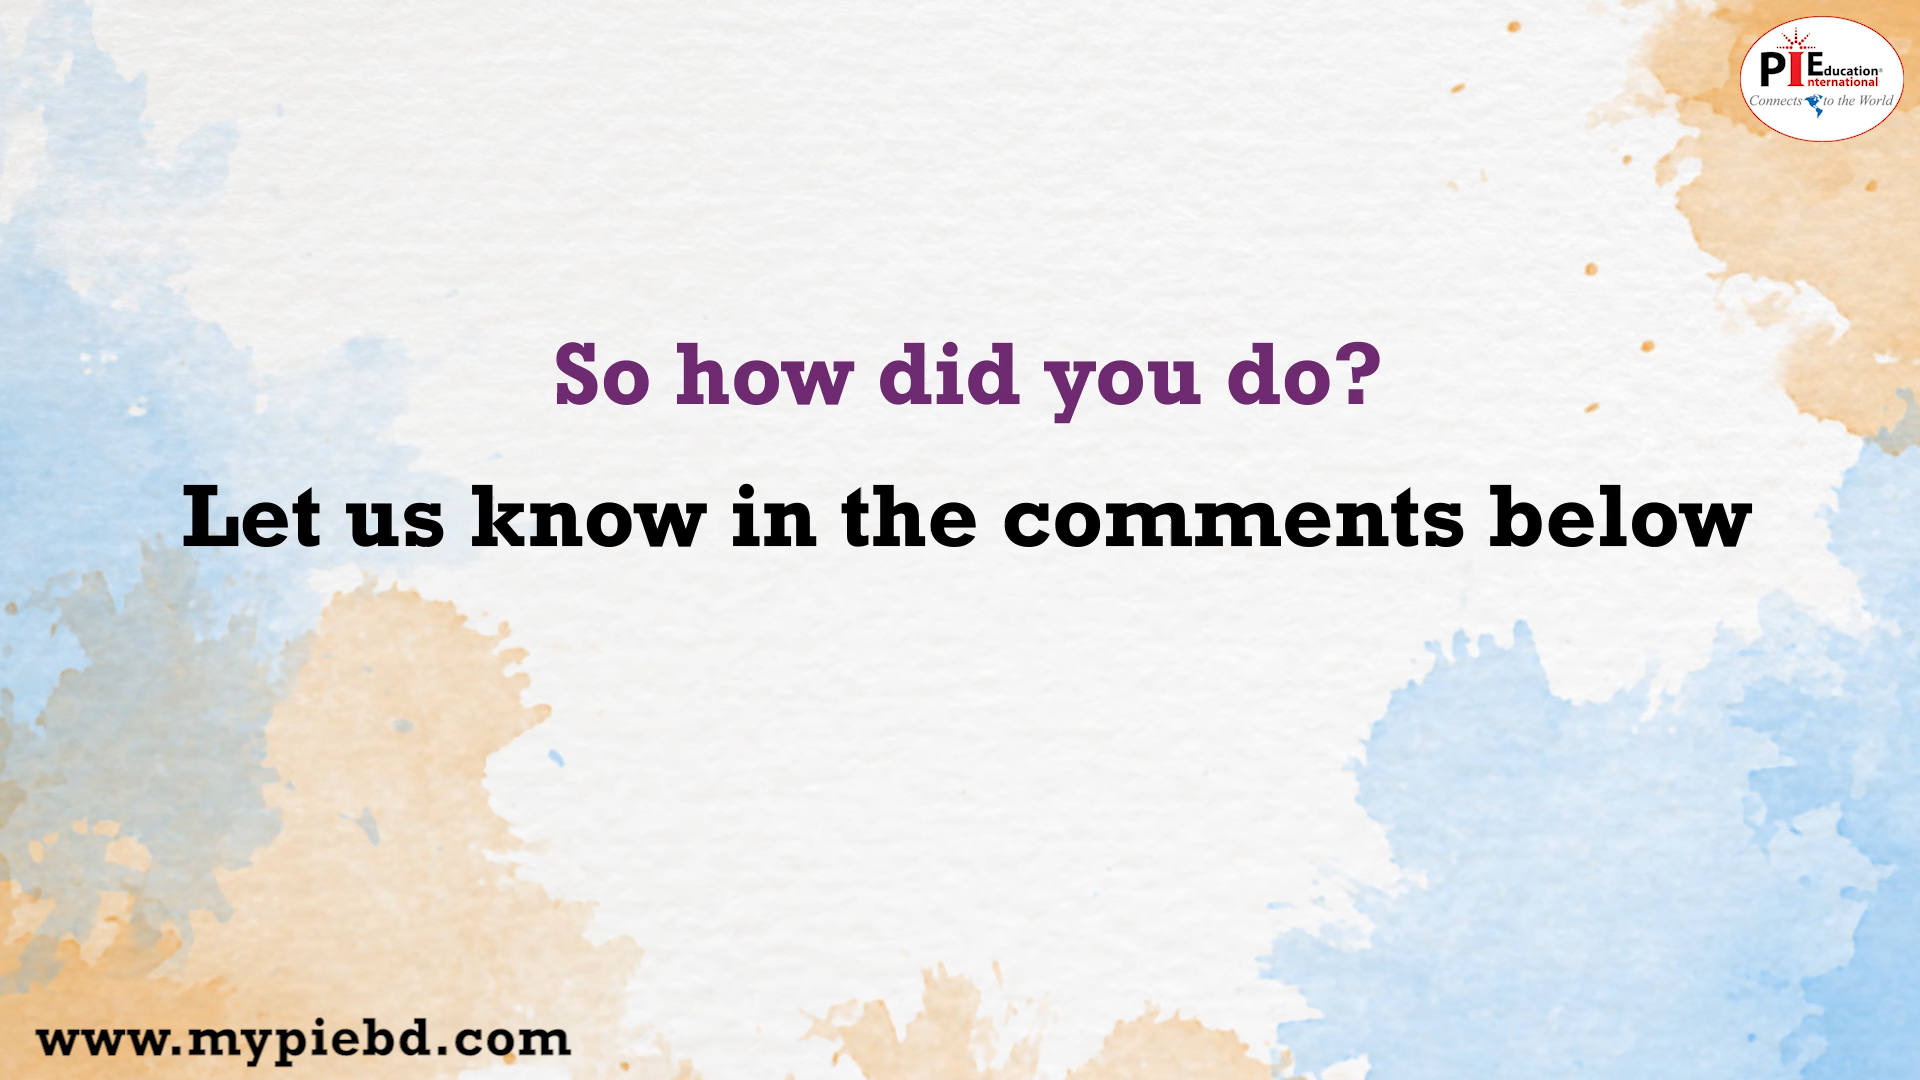 PIEducation®
International
Connects to the World
So how did you do?
Let us know in the comments below
www.mypiebd.com